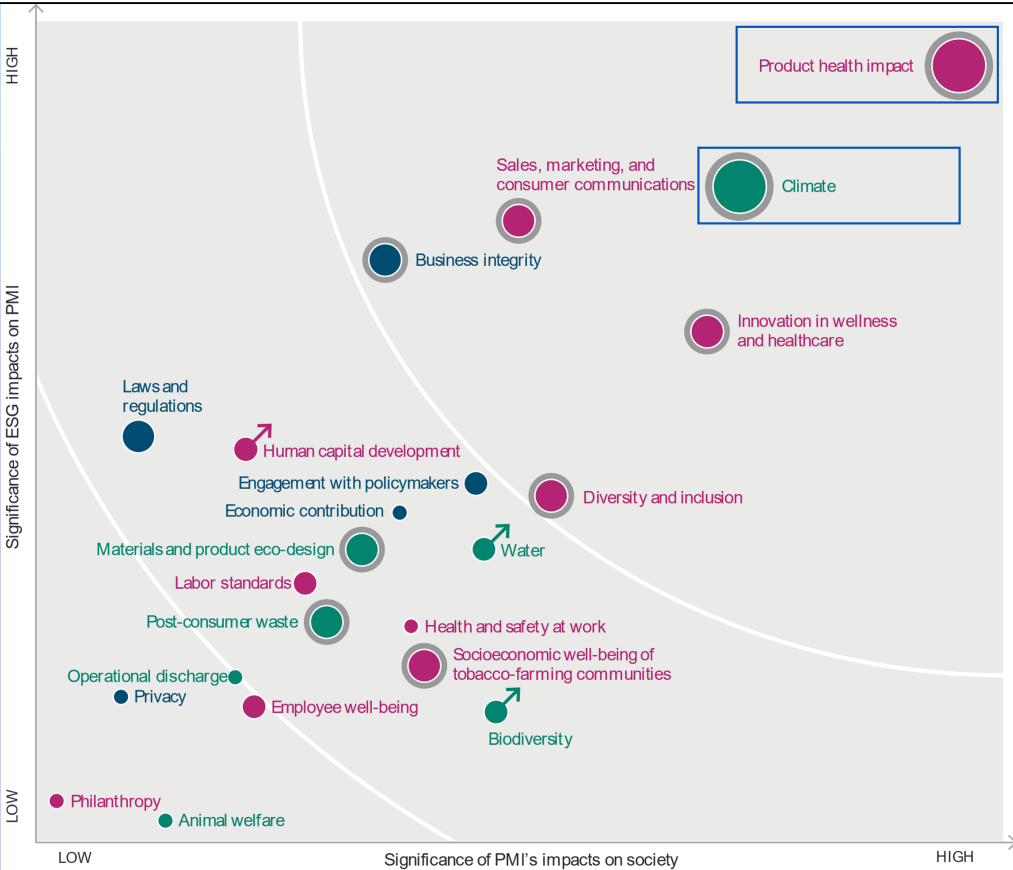 HIGH
Product health impact
Sales, marketing, and
consumer communications
Climate
Business integrity
Innovation in wellness
and healthcare
Significance of ESG impacts on PMI
Laws and
regulations
Human capital development
Engagement with policymakers
Diversity and inclusion
Economic contribution
Materials and product eco-design
Water
Labor standards
Post-consumer waste
Health and safety at work
Socioeconomic well-being of
tobacco-farming communities
Operational discharge
Privacy
Employee well-being
Biodiversity
LOW
Philanthropy
Animal welfare
LOW
Significance of PMI's impacts on society
HIGH